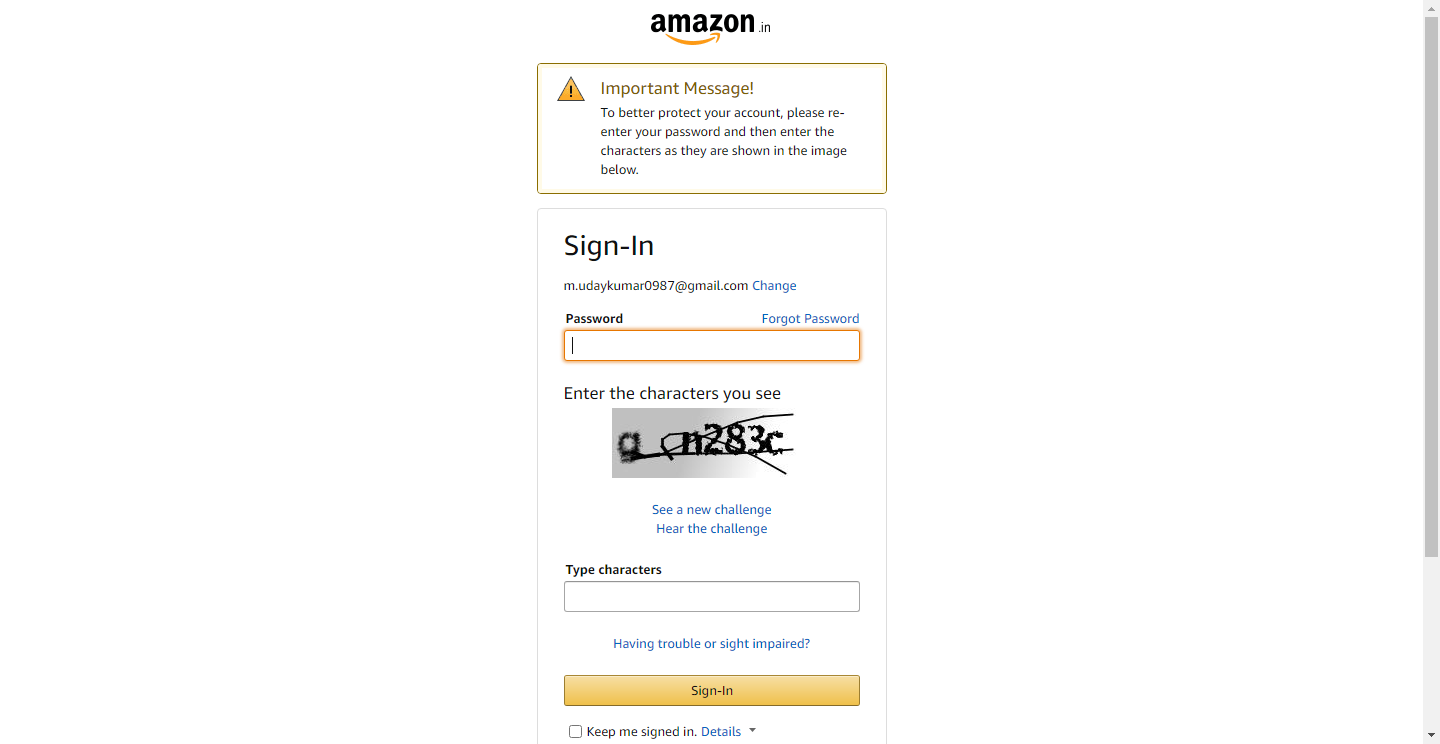 amazon.in
Important Message!
To better protect your account, please re-
enter your password and then enter the
characters as they are shown in the image
below.
Sign-In
m.udaykumar0987@gmail.com Change
Password Forgot Password
Enter the characters you see
See a new challenge
Hear the challenge
Type characters
Having trouble or sight impaired?
Sign-In
Keep me signed in. Details